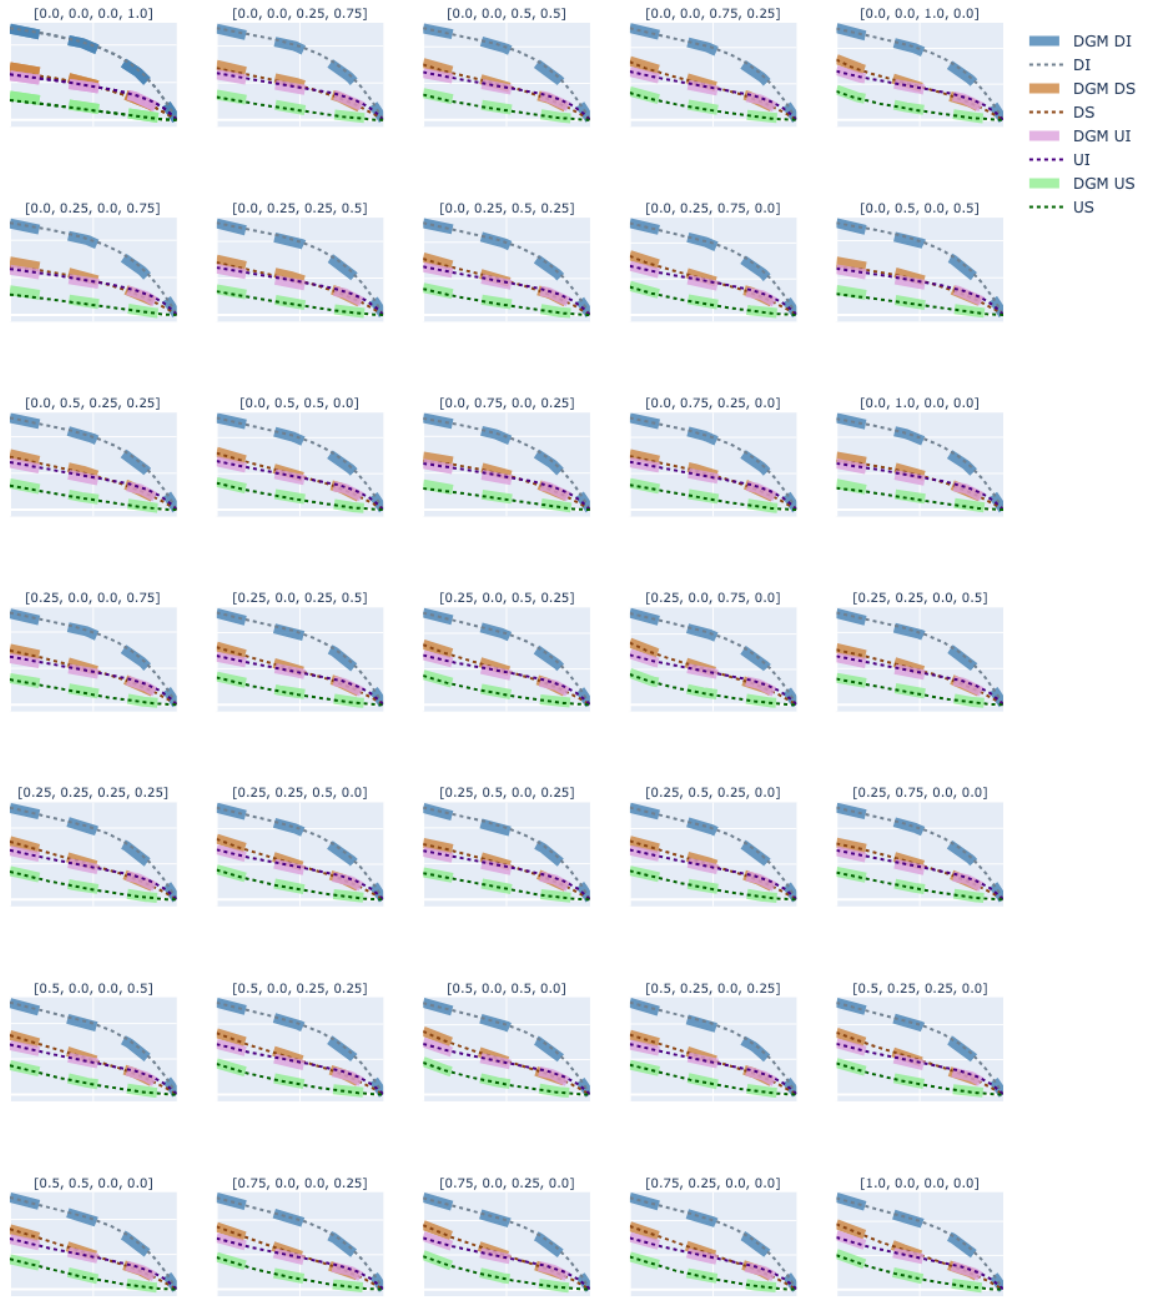 [0.0, 0.0, 0.0, 1.0]
[0.0, 0.0, 0.25, 0.75]
[0.0, 0.0, 0.5, 0.5]
[0.0, 0.0, 0.75, 0.25]
[0.0, 0.0, 1.0, 0.0]
DGM DI
DI
DGM DS
DS
DGM UI
UI
DGM US
US
[0.0, 0.25, 0.0, 0.75]
[0.0, 0.25, 0.25, 0.5]
[0.0, 0.25, 0.5, 0.25]
[0.0, 0.25, 0.75, 0.0]
[0.0, 0.5, 0.0, 0.5]
[0.0, 0.5, 0.25, 0.25]
[0.0, 0.5, 0.5, 0.0]
[0.0, 0.75, 0.0, 0.25]
[0.0, 0.75, 0.25, 0.0]
[0.0, 1.0, 0.0, 0.0]
[0.25, 0.0, 0.0, 0.75]
[0.25, 0.0, 0.25, 0.5]
[0.25, 0.0, 0.5, 0.25]
[0.25, 0.0, 0.75, 0.0]
[0.25, 0.25, 0.0, 0.5]
[0.25, 0.25, 0.25, 0.25]
[0.25, 0.25, 0.5, 0.0]
[0.25, 0.5, 0.0, 0.25]
[0.25, 0.5, 0.25, 0.0]
[0.25, 0.75, 0.0, 0.0]
[0.5, 0.0, 0.0, 0.5]
[0.5, 0.0, 0.25, 0.25]
[0.5, 0.0, 0.5, 0.0]
[0.5, 0.25, 0.0, 0.25]
[0.5, 0.25, 0.25, 0.0]
[0.5, 0.5, 0.0, 0.0]
[0.75, 0.0, 0.0, 0.25]
[0.75, 0.0, 0.25, 0.0]
[0.75, 0.25, 0.0, 0.0]
[1.0, 0.0, 0.0, 0.0]